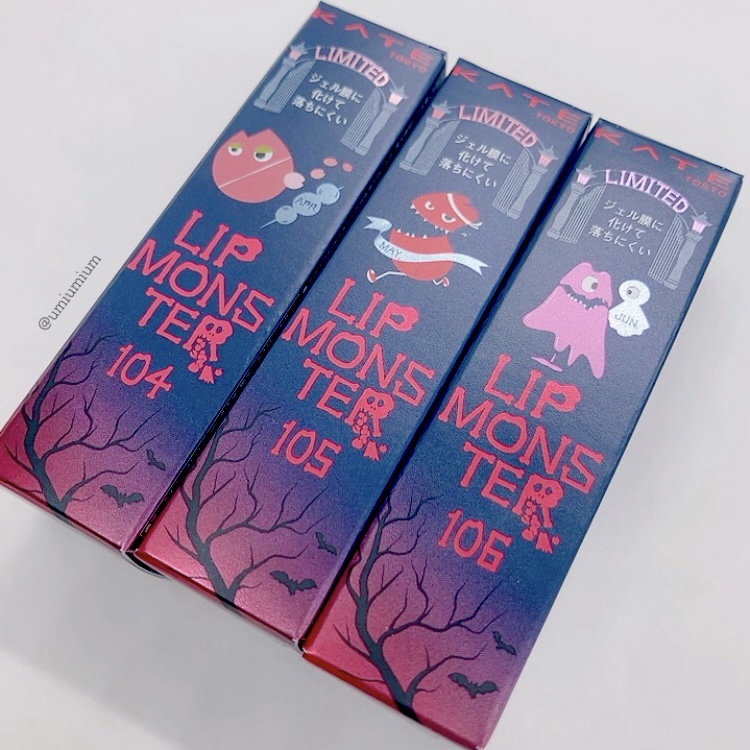 KATE
TOKYO
LIMITED
ジェル膜に
化けて
落ちにくい
APR.
LIP
MONS
TER
104
KATE
TOKYO
LIMITED
ジェル膜に
化けて
落ちにくい
MAY
LIP
MONS
TER
105
KATE
TOKYO
LIMITED
ジェル膜に
化けて
落ちにくい
JUN.
LIP
MONS
TER
106
@umiumium